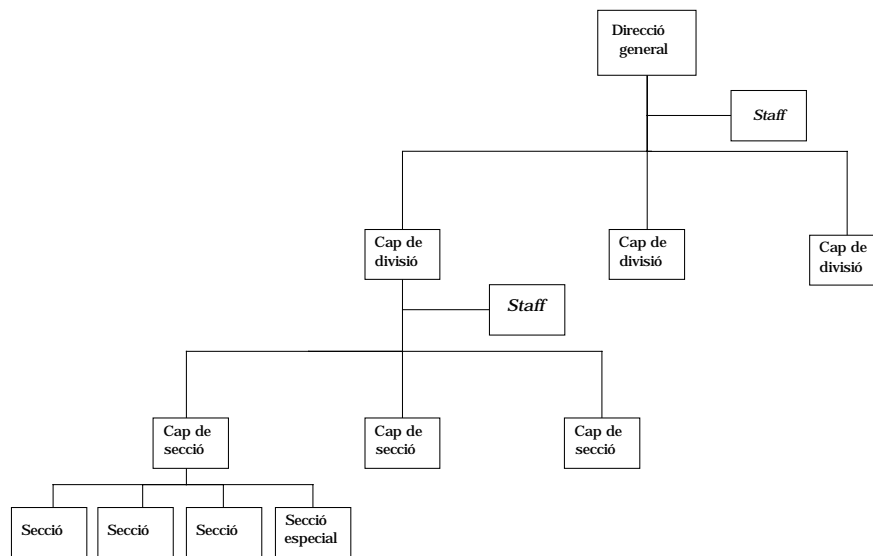 Direcció
general
Staff
Cap de
divisió
Cap de
divisió
Cap de
divisió
Staff
Cap de
secció
Cap de
secció
Cap de
secció
Secció
Secció
Secció
Secció
especial